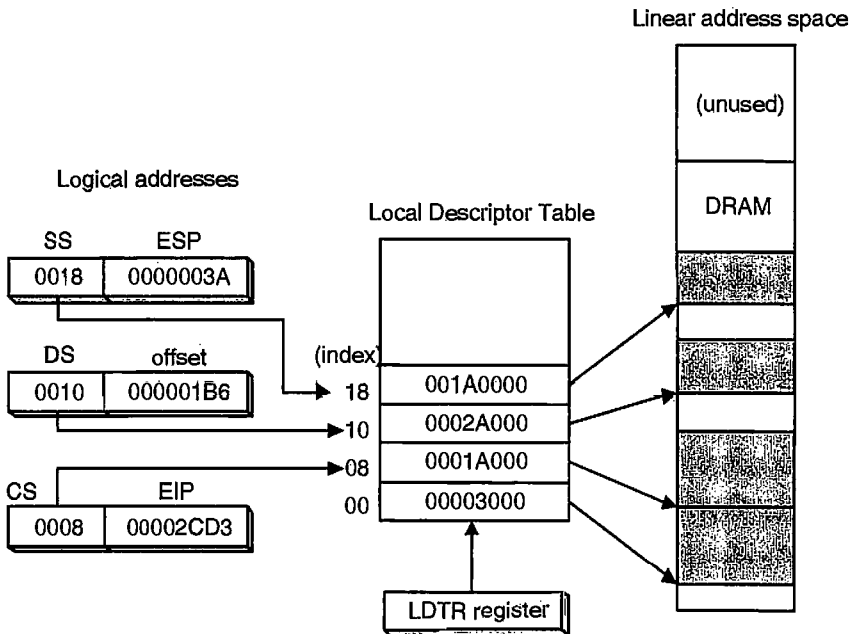 Linear address space
(unused)
DRAM
Logical addresses
SS ESP
0018 0000003A
DS offset
0010 000001B6
CS EIP
0008 00002CD3
Local Descriptor Table
(index)
18 001A0000
10 0002A000
08 0001A000
00 00003000
LDTR register